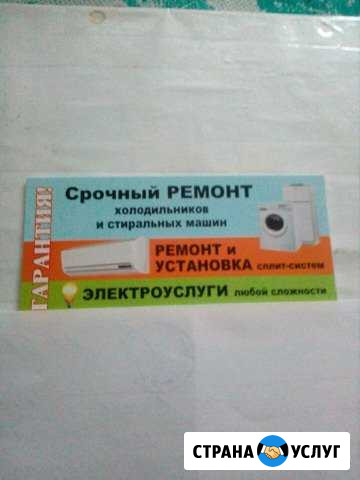 ГАРАНТИЯ!
Срочный РЕМОНТ
холодильников
и стиральных машин
РЕМОНТ и
УСТАНОВКА сплит-систем
ЭЛЕКТРОУСЛУГИ любой сложности
СТРАНА УСЛУГ